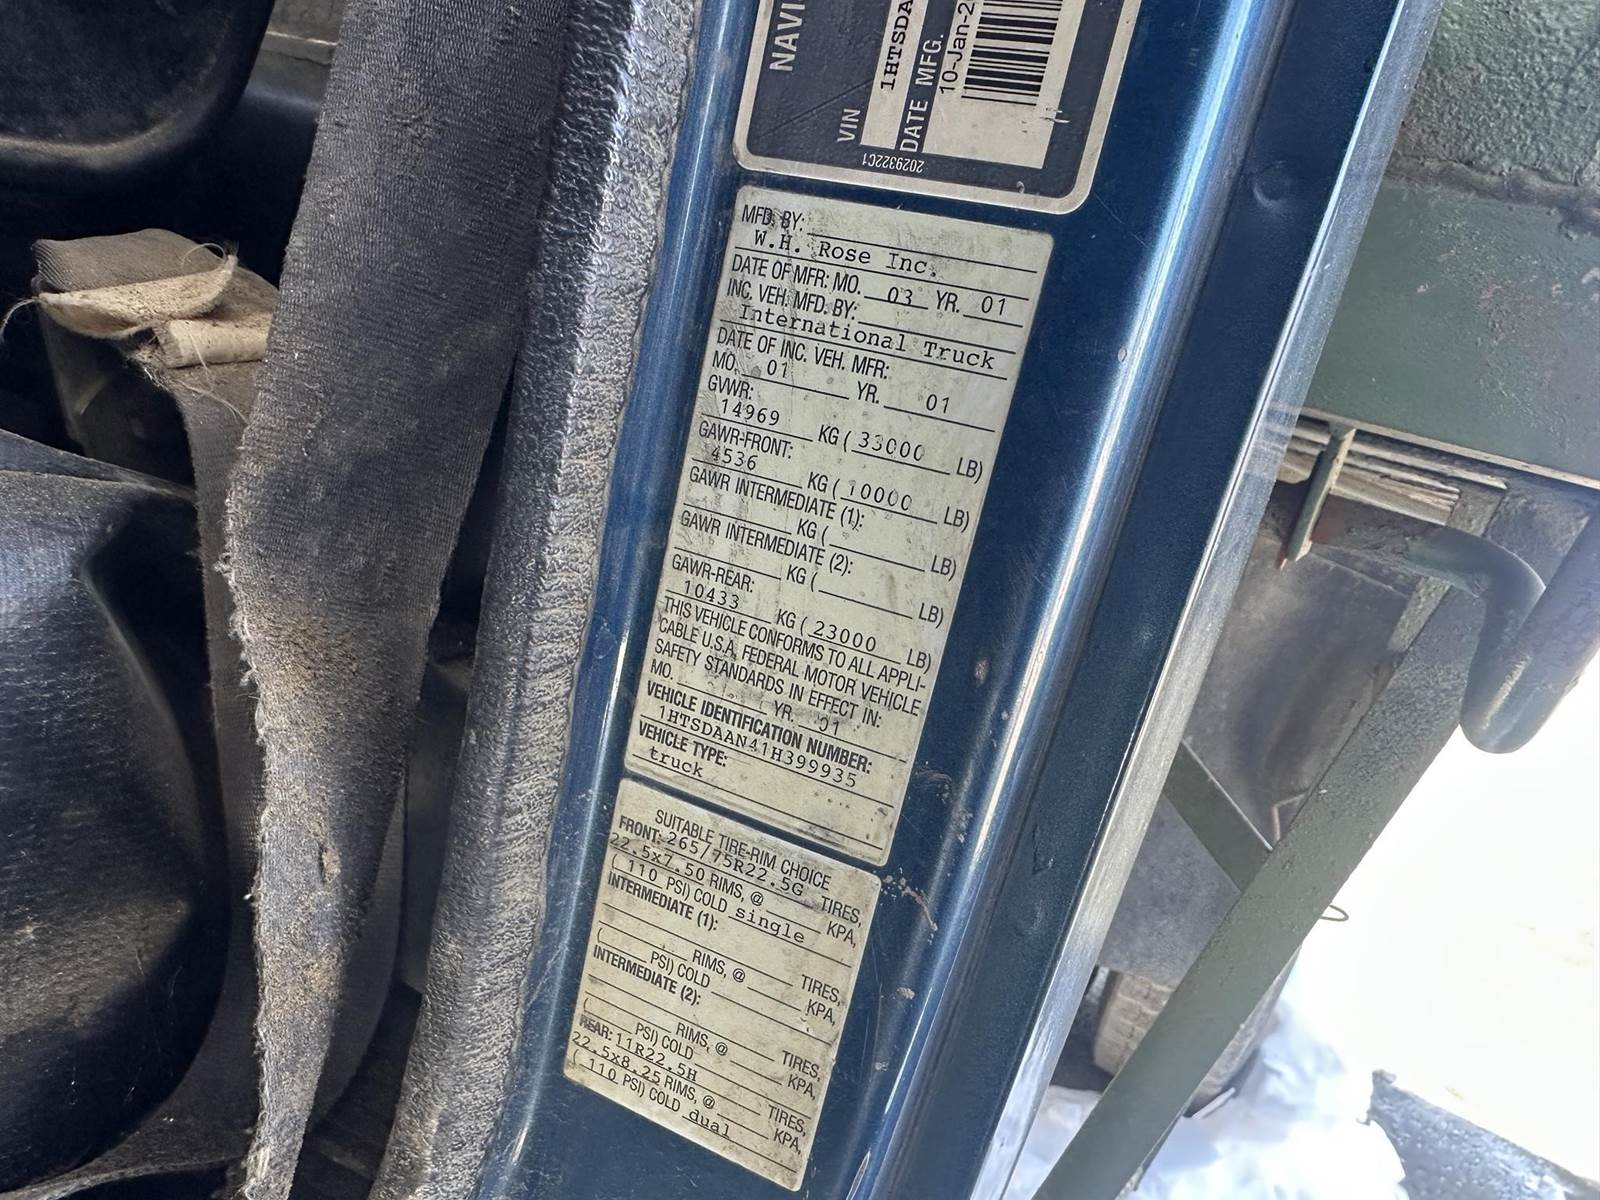 NAVI
VIN 1HTSDA
DATE MFG.
10-Jan-2
2029322C1
MFD. BY:
W.H. Rose Inc.
DATE OF MFR: MO. 03 YR. 01
INC. VEH. MFD. BY:
International Truck
DATE OF INC. VEH. MFR:
MO. 01 YR. 01
GVWR:
14969 KG ( 33000 LB)
GAWR-FRONT:
4536 KG ( 10000 LB)
GAWR INTERMEDIATE (1):
KG ( LB)
GAWR INTERMEDIATE (2):
KG ( LB)
GAWR-REAR:
10433 KG ( 23000 LB)
THIS VEHICLE CONFORMS TO ALL APPLI-
CABLE U.S.A. FEDERAL MOTOR VEHICLE
SAFETY STANDARDS IN EFFECT IN:
MO. YR. 01
VEHICLE IDENTIFICATION NUMBER:
1HTSDAAN41H399935
VEHICLE TYPE:
truck
SUITABLE TIRE-RIM CHOICE
FRONT: 265/75R22.5G TIRES,
22.5x7.50 RIMS, @ KPA,
( 110 PSI) COLD single
INTERMEDIATE (1):
TIRES,
RIMS, @ KPA,
( PSI) COLD
INTERMEDIATE (2):
TIRES,
RIMS, @ KPA,
( PSI) COLD
REAR: 11R22.5H TIRES,
22.5x8.25 RIMS, @ KPA,
( 110 PSI) COLD dual